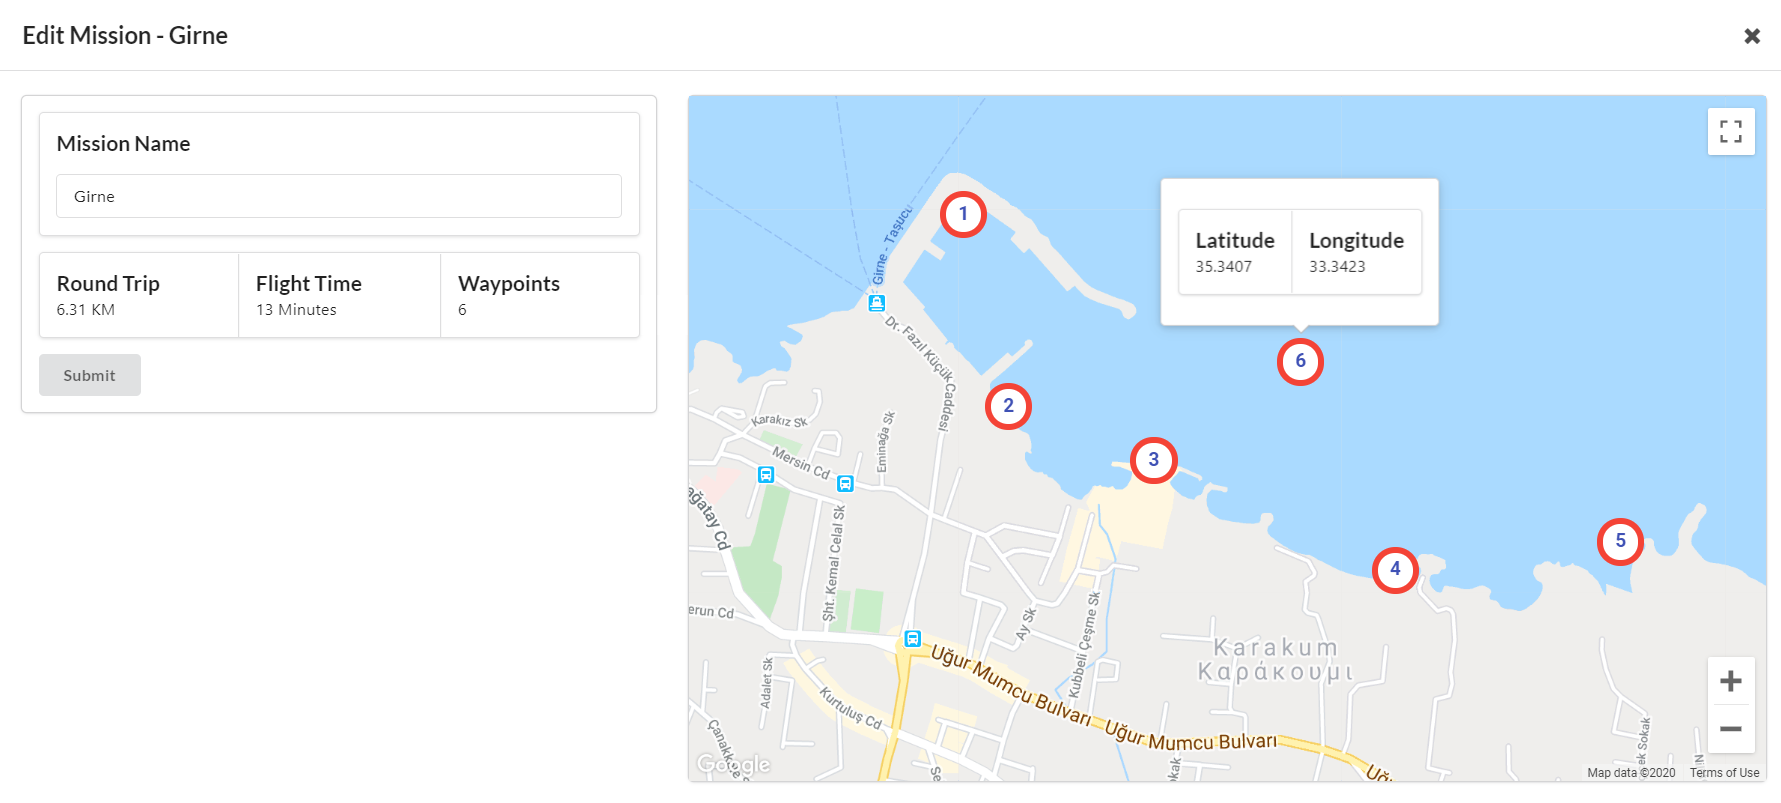 Edit Mission - Girne
Mission Name
Girne
Round Trip
6.31 KM
Flight Time
13 Minutes
Waypoints
6
Submit
Girne - Taşucu
1
Latitude
35.3407
Longitude
33.3423
6
Dr. Fazıl Küçük Caddesi
2
Karakız Sk
Eminağa Sk
Mersin Cd
3
ağatay Cd
Şht. Kemal Celal Sk
5
4
erun Cd
Ay Sk
Kubbeli Çeşme Sk
Karakum
Καράκουμι
Adalet Sk
Uğur Mumcu Bulvarı
Uğur Mumcu Bulvarı
Kurtuluş Cd
Çanakkale S
Se
okak
ek Sokak
Uğ
Google
Map data ©2020
Terms of Use